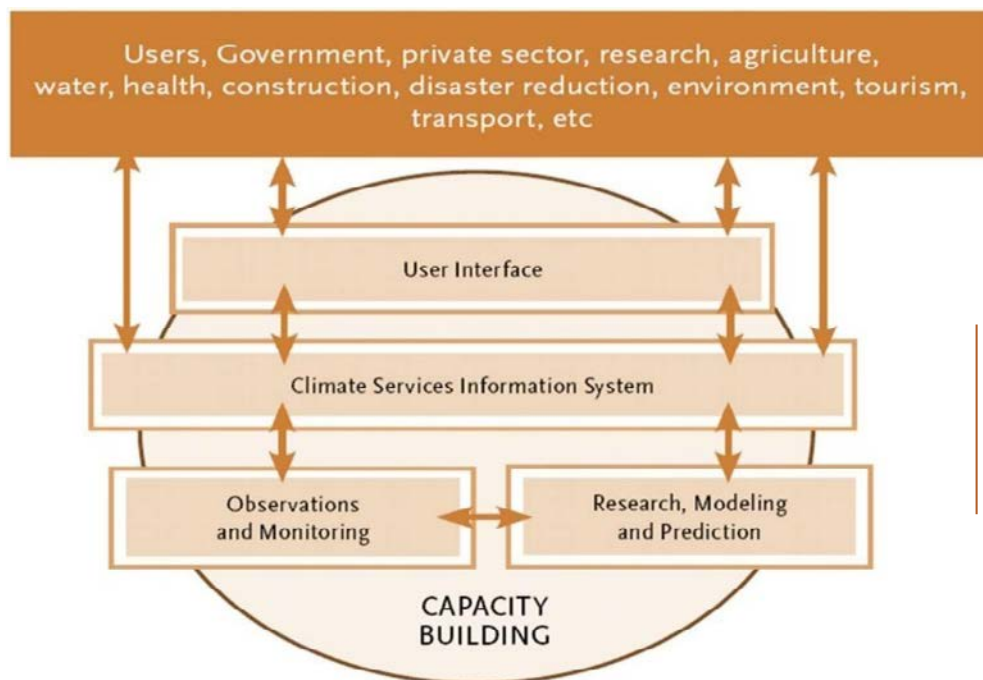 Users, Government, private sector, research, agriculture,
water, health, construction, disaster reduction, environment, tourism,
transport, etc
User Interface
Climate Services Information System
Observations
and Monitoring
Research, Modeling
and Prediction
CAPACITY
BUILDING